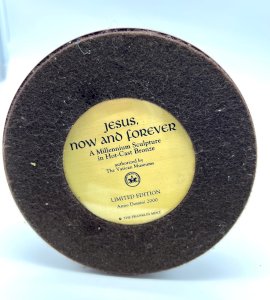 JESUS,
NOW AND FOREVER
A Millennium Sculpture
in Hot-Cast Bronze
authorized by
The Vatican Museums
LIMITED EDITION
Anno Domini 2000
© THE FRANKLIN MINT